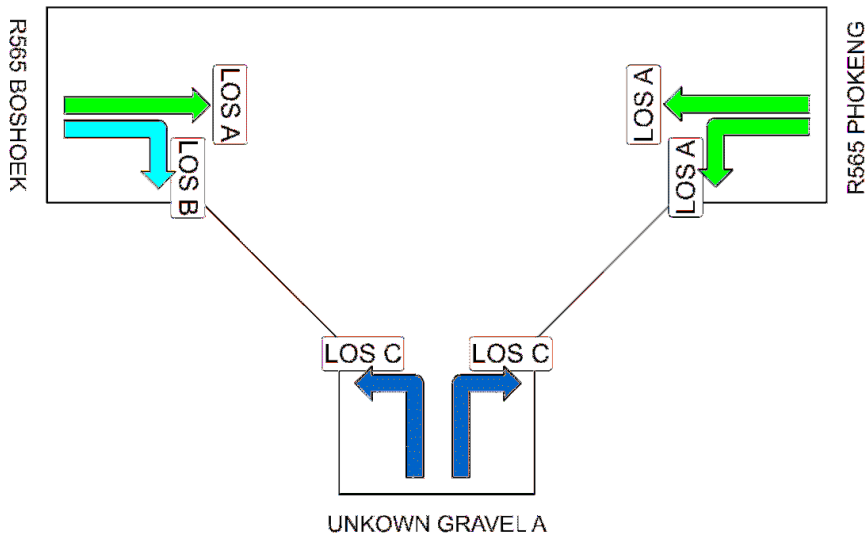 R565 BOSHOEK
LOS A
LOS B
LOS A
LOS A
R565 PHOKENG
LOS C
LOS C
UNKOWN GRAVEL A